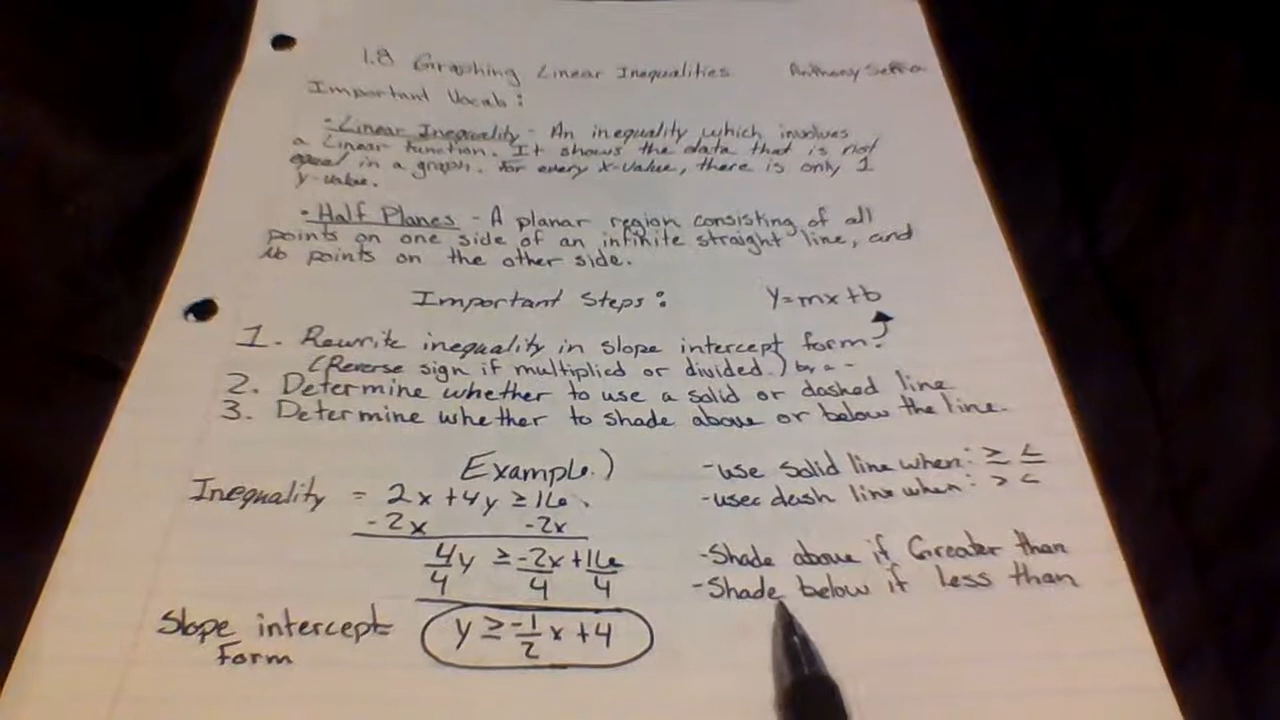 1.8 Graphing Linear Inequalities Anthony
Important Vocab:
- Linear Inequality - An inequality which involves
a Linear function. It shows the data that is not
equal in a graph. for every x-value, there is only 1
y-value.
- Half Planes - A planar region consisting of all
points on one side of an infinite straight line, and
no points on the other side.
Important Steps: y=mx+b
1. Rewrite inequality in slope intercept form?
(Reverse sign if multiplied or divided.) by a -
2. Determine whether to use a solid or dashed line
3. Determine whether to shade above or below the line.
Example.)
-use solid line when: ≥ ≤
Inequality = 2x+4y ≥ 16
-usec dash line when: > <
-2x -2x
4y ≥ -2x + 16
4 4 4
-Shade above if Greater than
-Shade below if less than
Slope intercept = y ≥ -1/2 x + 4
Form